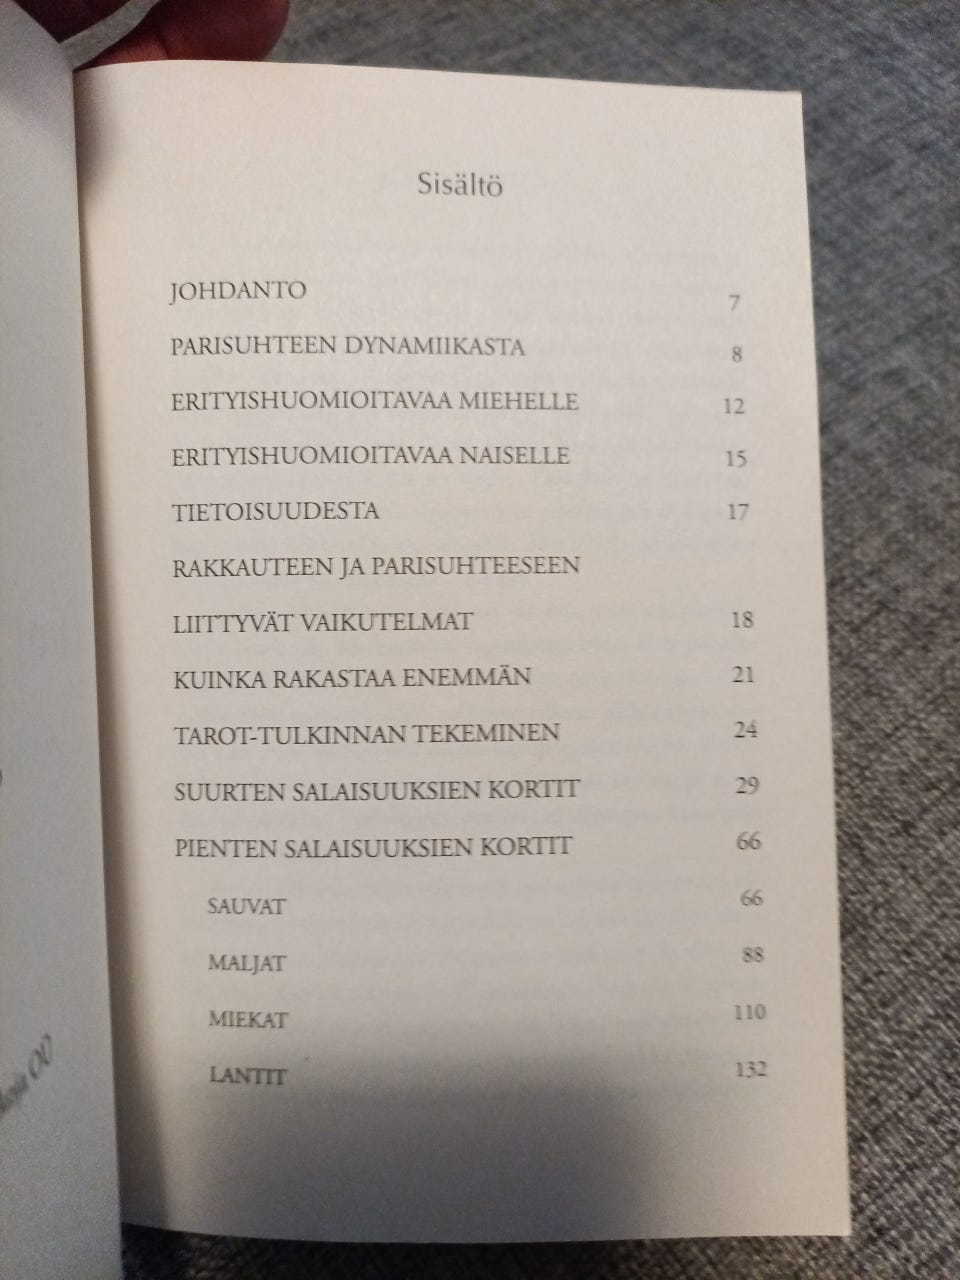 Sisältö
JOHDANTO 7
PARISUHTEEN DYNAMIIKASTA 8
ERITYISHUOMIOITAVAA MIEHELLE 12
ERITYISHUOMIOITAVAA NAISELLE 15
TIETOISUUDESTA 17
RAKKAUTEEN JA PARISUHTEESEEN
LIITTYVÄT VAIKUTELMAT 18
KUINKA RAKASTAA ENEMMÄN 21
TAROT-TULKINNAN TEKEMINEN 24
SUURTEN SALAISUUKSIEN KORTIT 29
PIENTEN SALAISUUKSIEN KORTIT 66
SAUVAT 66
MALJAT 88
MIEKAT 110
LANTIT 132
OÜ